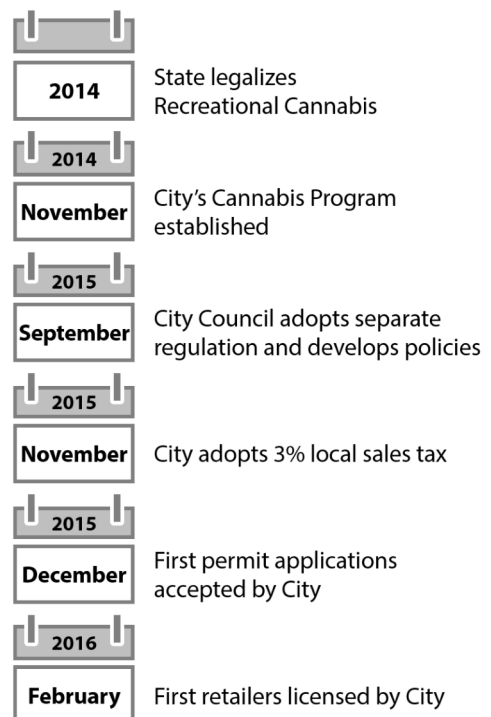 2014
State legalizes
Recreational Cannabis
2014
November
City’s Cannabis Program
established
2015
September
City Council adopts separate
regulation and develops policies
2015
November
City adopts 3% local sales tax
2015
December
First permit applications
accepted by City
2016
February
First retailers licensed by City